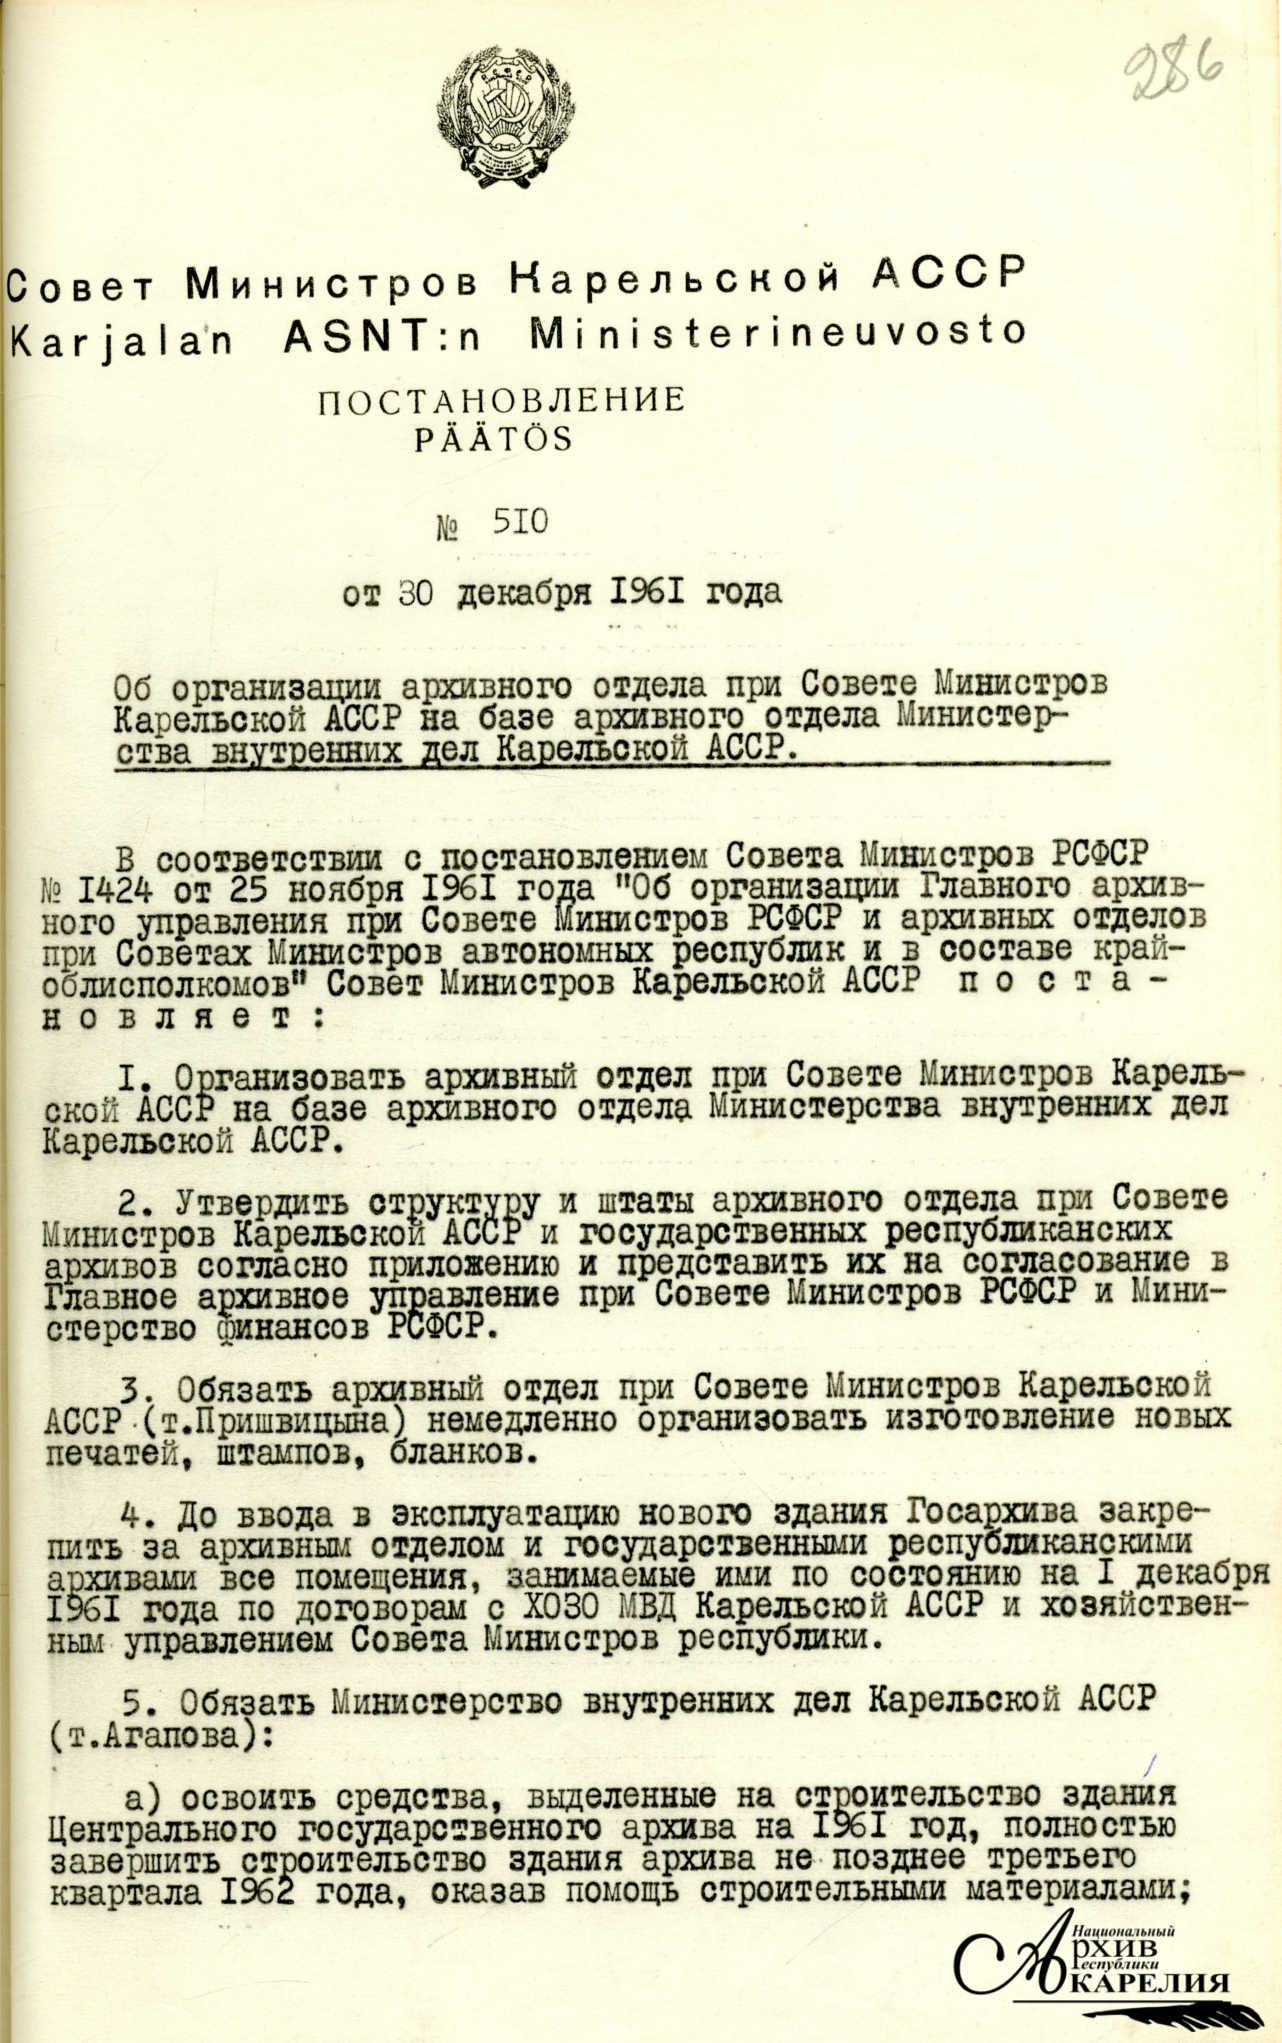 286
Совет Министров Карельской АССР
Karjalan ASNT:n Ministerineuvosto
ПОСТАНОВЛЕНИЕ
PÄÄTÖS
№ 510
от 30 декабря 1961 года
Об организации архивного отдела при Совете Министров
Карельской АССР на базе архивного отдела Министер-
ства внутренних дел Карельской АССР.
В соответствии с постановлением Совета Министров РСФСР
№ 1424 от 25 ноября 1961 года "Об организации Главного архив-
ного управления при Совете Министров РСФСР и архивных отделов
при Советах Министров автономных республик и в составе край-
облисполкомов" Совет Министров Карельской АССР п о с т а -
н о в л я е т :
1. Организовать архивный отдел при Совете Министров Карель-
ской АССР на базе архивного отдела Министерства внутренних дел
Карельской АССР.
2. Утвердить структуру и штаты архивного отдела при Совете
Министров Карельской АССР и государственных республиканских
архивов согласно приложению и представить их на согласование в
Главное архивное управление при Совете Министров РСФСР и Мини-
стерство финансов РСФСР.
3. Обязать архивный отдел при Совете Министров Карельской
АССР (т.Пришвицына) немедленно организовать изготовление новых
печатей, штампов, бланков.
4. До ввода в эксплуатацию нового здания Госархива закре-
пить за архивным отделом и государственными республиканскими
архивами все помещения, занимаемые ими по состоянию на 1 декабря
1961 года по договорам с ХОЗО МВД Карельской АССР и хозяйствен-
ным управлением Совета Министров республики.
5. Обязать Министерство внутренних дел Карельской АССР
(т.Агапова):
а) освоить средства, выделенные на строительство здания
Центрального государственного архива на 1961 год, полностью
завершить строительство здания архива не позднее третьего
квартала 1962 года, оказав помощь строительными материалами;
Национальный
Архив
Республики
КАРЕЛИЯ